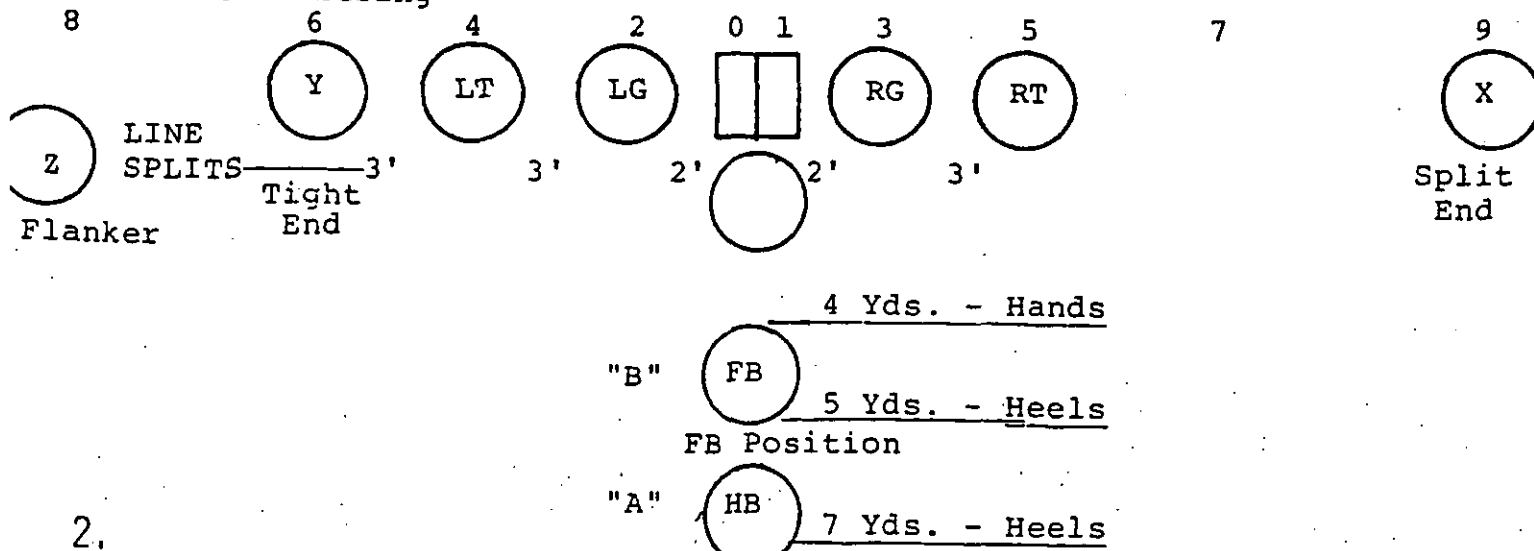 8 6 4 2 0 1 3 5 7 9
Y LT LG RG RT X
Z LINE
SPLITS 3' 3' 2' 2' 3'
Tight
End
Split
End
Flanker
4 Yds. - Hands
"B" FB
5 Yds. - Heels
FB Position
"A" HB
7 Yds. - Heels
2.